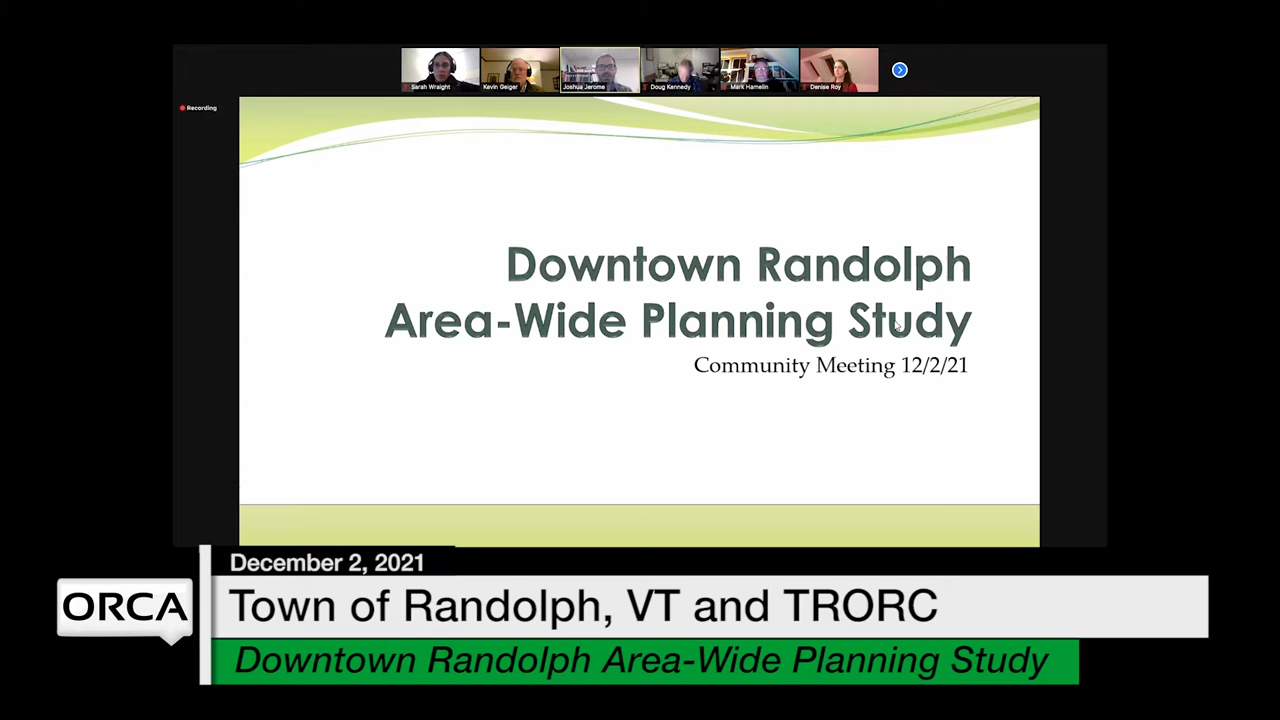 Sarah Wraight
Kevin Geiger
Joshua Jerome
Doug Kennedy
Mark Hamelin
Denise Roy
Recording
Downtown Randolph
Area-Wide Planning Study
Community Meeting 12/2/21
December 2, 2021
ORCA
Town of Randolph, VT and TRORC
Downtown Randolph Area-Wide Planning Study